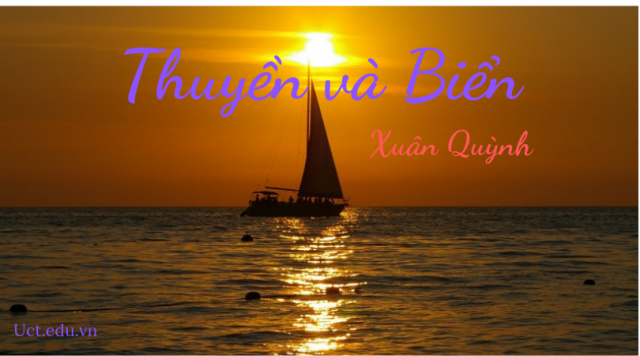 Thuyền và Biển
Xuân Quỳnh
Uct.edu.vn